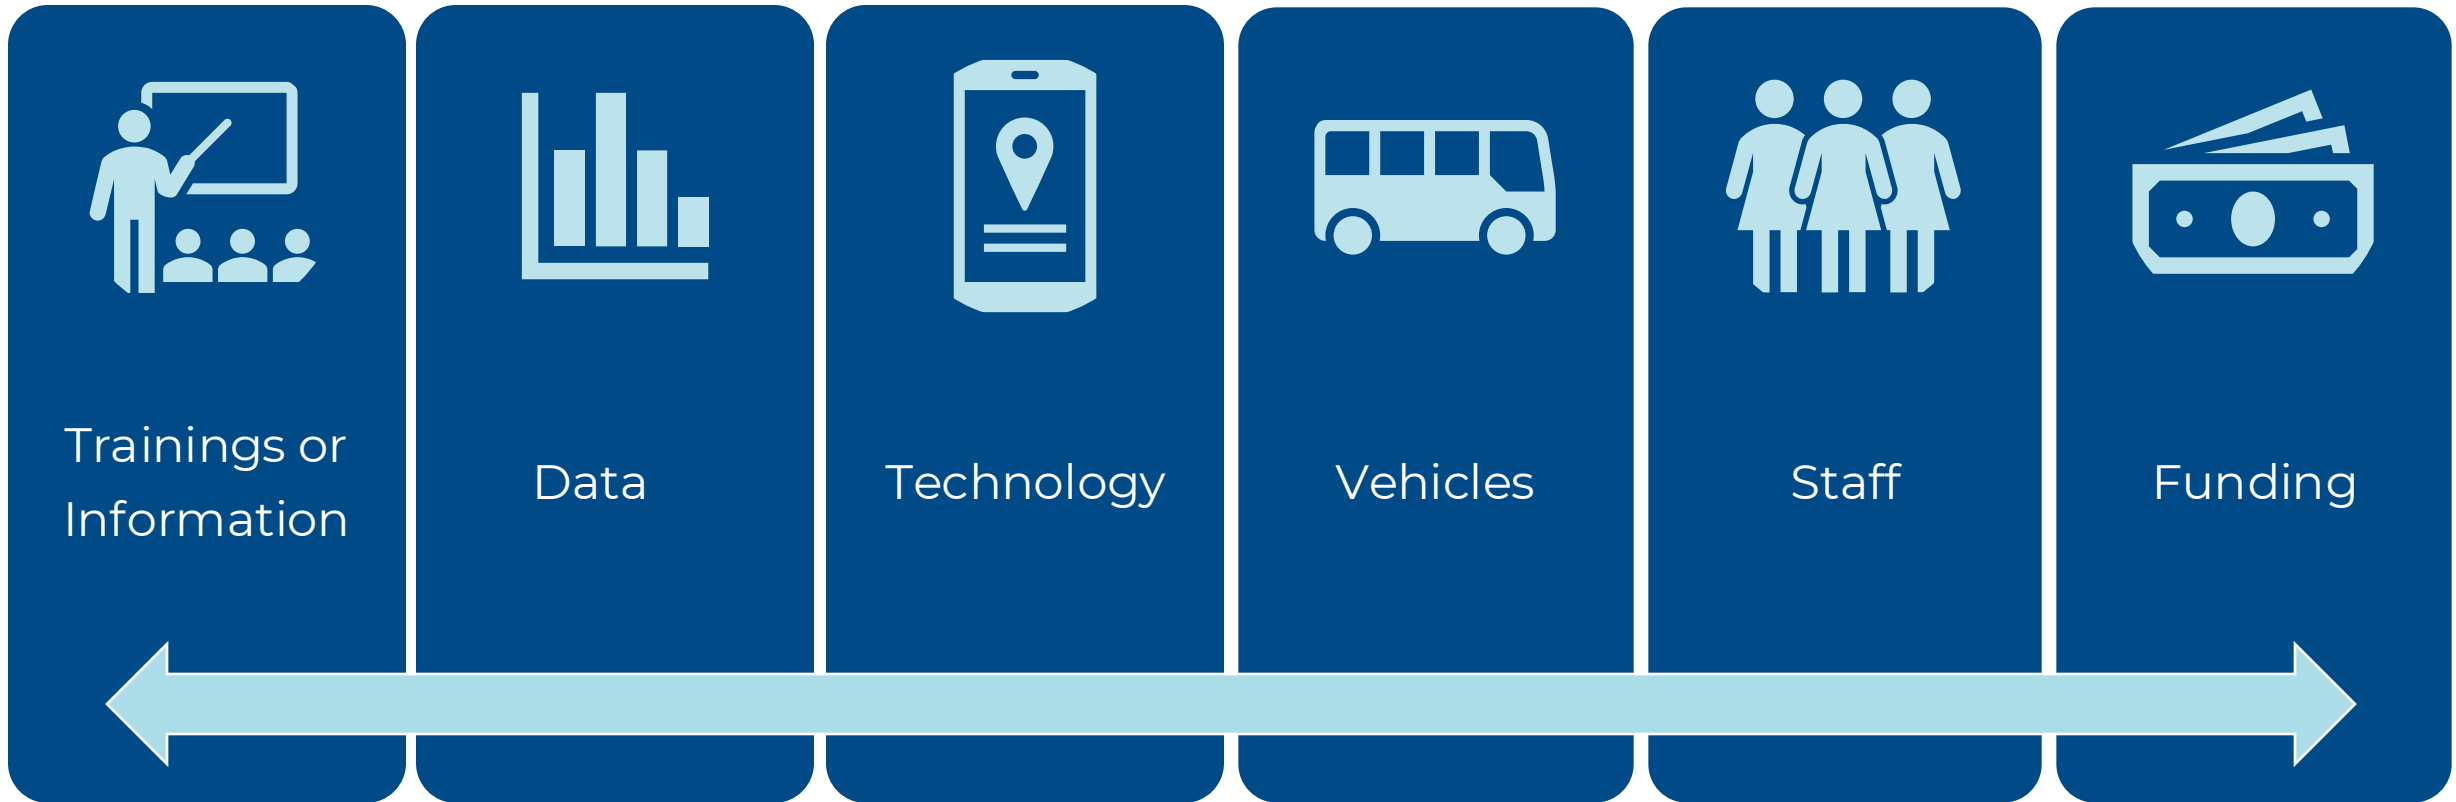 Trainings or
Information
Data
Technology
Vehicles
Staff
Funding